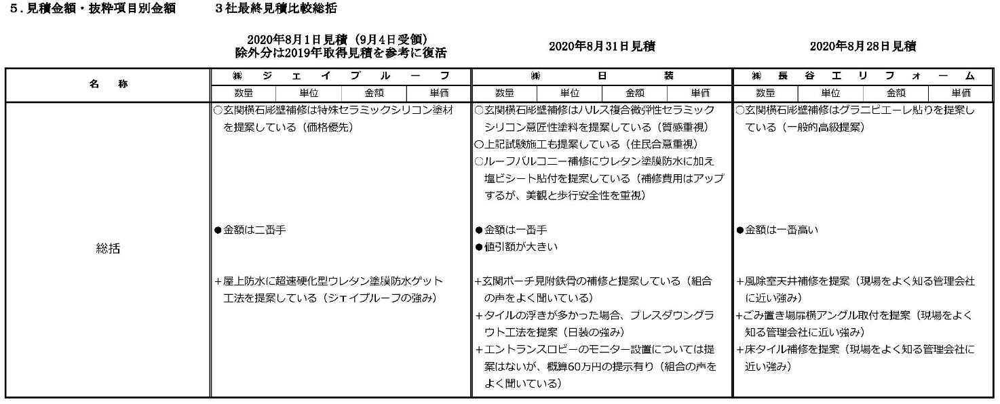 ５.見積金額・抜粋項目別金額　３社最終見積比較総括
2020年8月1日見積（9月4日受領）
除外分は2019年取得見積を参考に復活
2020年8月31日見積
2020年8月28日見積
名　称
㈱ジェイプルーフ
㈱日装
㈱長谷工リフォーム
数量　単位　金額　単価
数量　単位　金額　単価
数量　単位　金額　単価
総括
○玄関横石彫壁補修は特殊セラミックシリコン塗材
を提案している（価格優先）
●金額は二番手
＋屋上防水に超速硬化型ウレタン塗膜防水ゲット
工法を提案している（ジェイプルーフの強み）
○玄関横石彫壁補修はハルス複合微弾性セラミック
シリコン意匠性塗料を提案している（質感重視）
○上記試験施工も提案している（住民合意重視）
○ルーフバルコニー補修にウレタン塗膜防水に加え
塩ビシート貼付を提案している（補修費用はアップ
するが、美観と歩行安全性を重視）
●金額は一番手
●値引額が大きい
＋玄関ポーチ見附鉄骨の補修と提案している（組合
の声をよく聞いている）
＋タイルの浮きが多かった場合、プレスダウングラ
ウト工法を提案（日装の強み）
＋エントランスロビーのモニター設置については提
案はないが、概算60万円の提示有り（組合の声を
よく聞いている）
○玄関横石彫壁補修はグラニピエーレ貼りを提案し
ている（一般的高級提案）
●金額は一番高い
＋風除室天井補修を提案（現場をよく知る管理会社
に近い強み）
＋ごみ置き場扉横アングル取付を提案（現場をよく
知る管理会社に近い強み）
＋床タイル補修を提案（現場をよく知る管理会社に
近い強み）